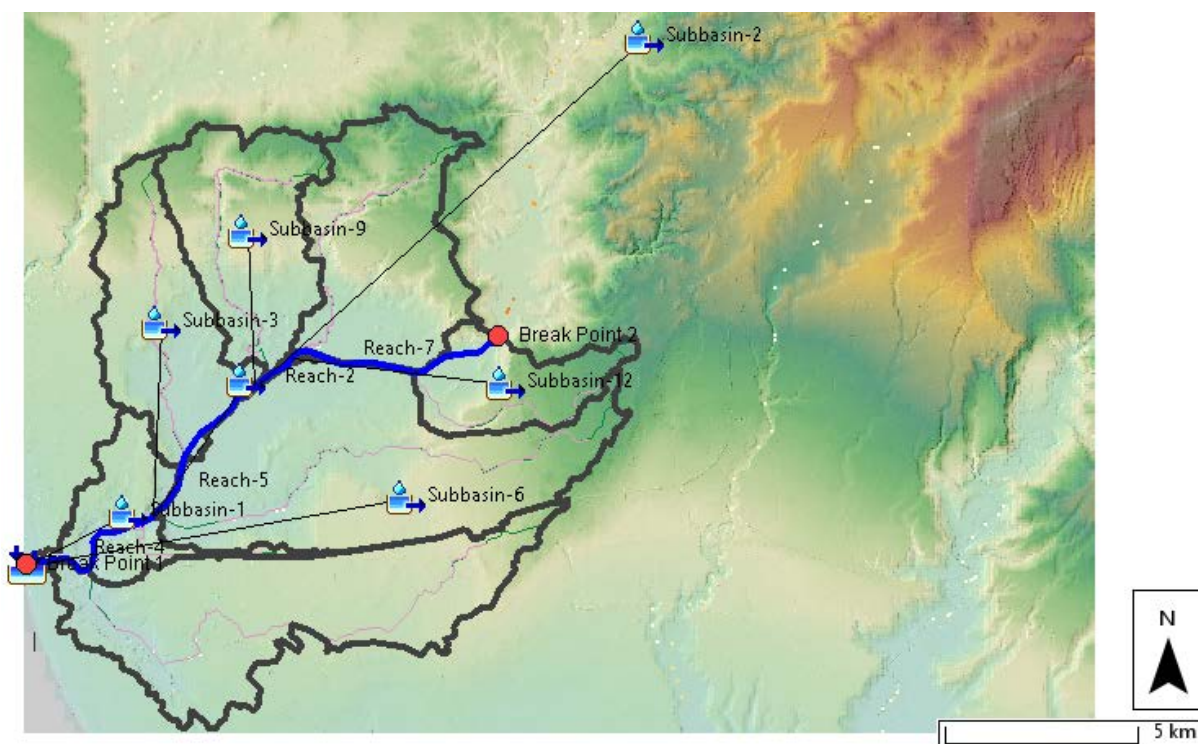 Subbasin-2
Subbasin-9
Subbasin-3
Break Point 2
Reach-7
Reach-2
Subbasin-12
Reach-5
Subbasin-6
Subbasin-1
Reach-4
Break Point 1
N
5 km